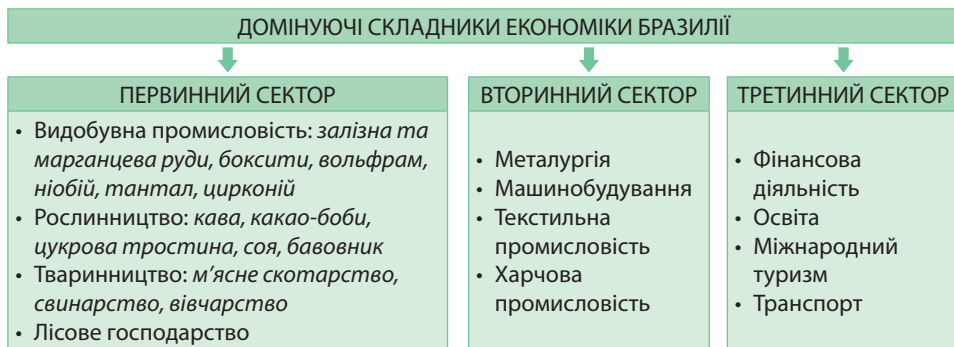 ДОМІНУЮЧІ СКЛАДНИКИ ЕКОНОМІКИ БРАЗИЛІЇ
ПЕРВИННИЙ СЕКТОР
• Видобувна промисловість: залізна та
марганцева руди, боксити, вольфрам,
ніобій, тантал, цирконій
• Рослинництво: кава, какао-боби,
цукрова тростина, соя, бавовник
• Тваринництво: м'ясне скотарство,
свинарство, вівчарство
• Лісове господарство
ВТОРИННИЙ СЕКТОР
• Металургія
• Машинобудування
• Текстильна
промисловість
• Харчова
промисловість
ТРЕТИННИЙ СЕКТОР
• Фінансова
діяльність
• Освіта
• Міжнародний
туризм
• Транспорт